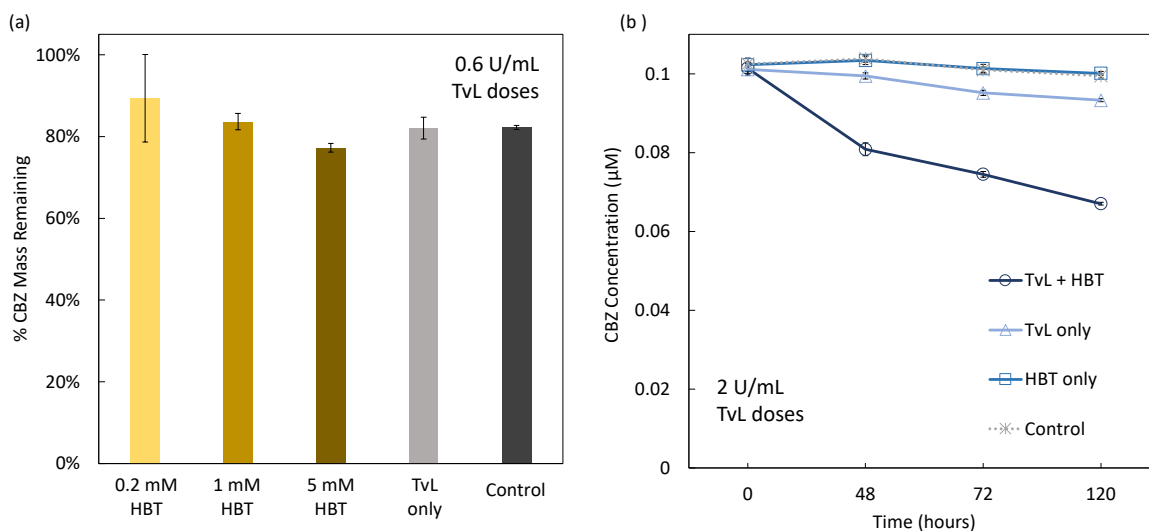 (a)
% CBZ Mass Remaining
100%
80%
60%
40%
20%
0%
0.6 U/mL
TvL doses
0.2 mM
HBT
1 mM
HBT
5 mM
HBT
TvL
only
Control
(b )
CBZ Concentration (µM)
0.1
0.08
0.06
0.04
0.02
0
TvL + HBT
TvL only
HBT only
Control
2 U/mL
TvL doses
0
48
72
120
Time (hours)